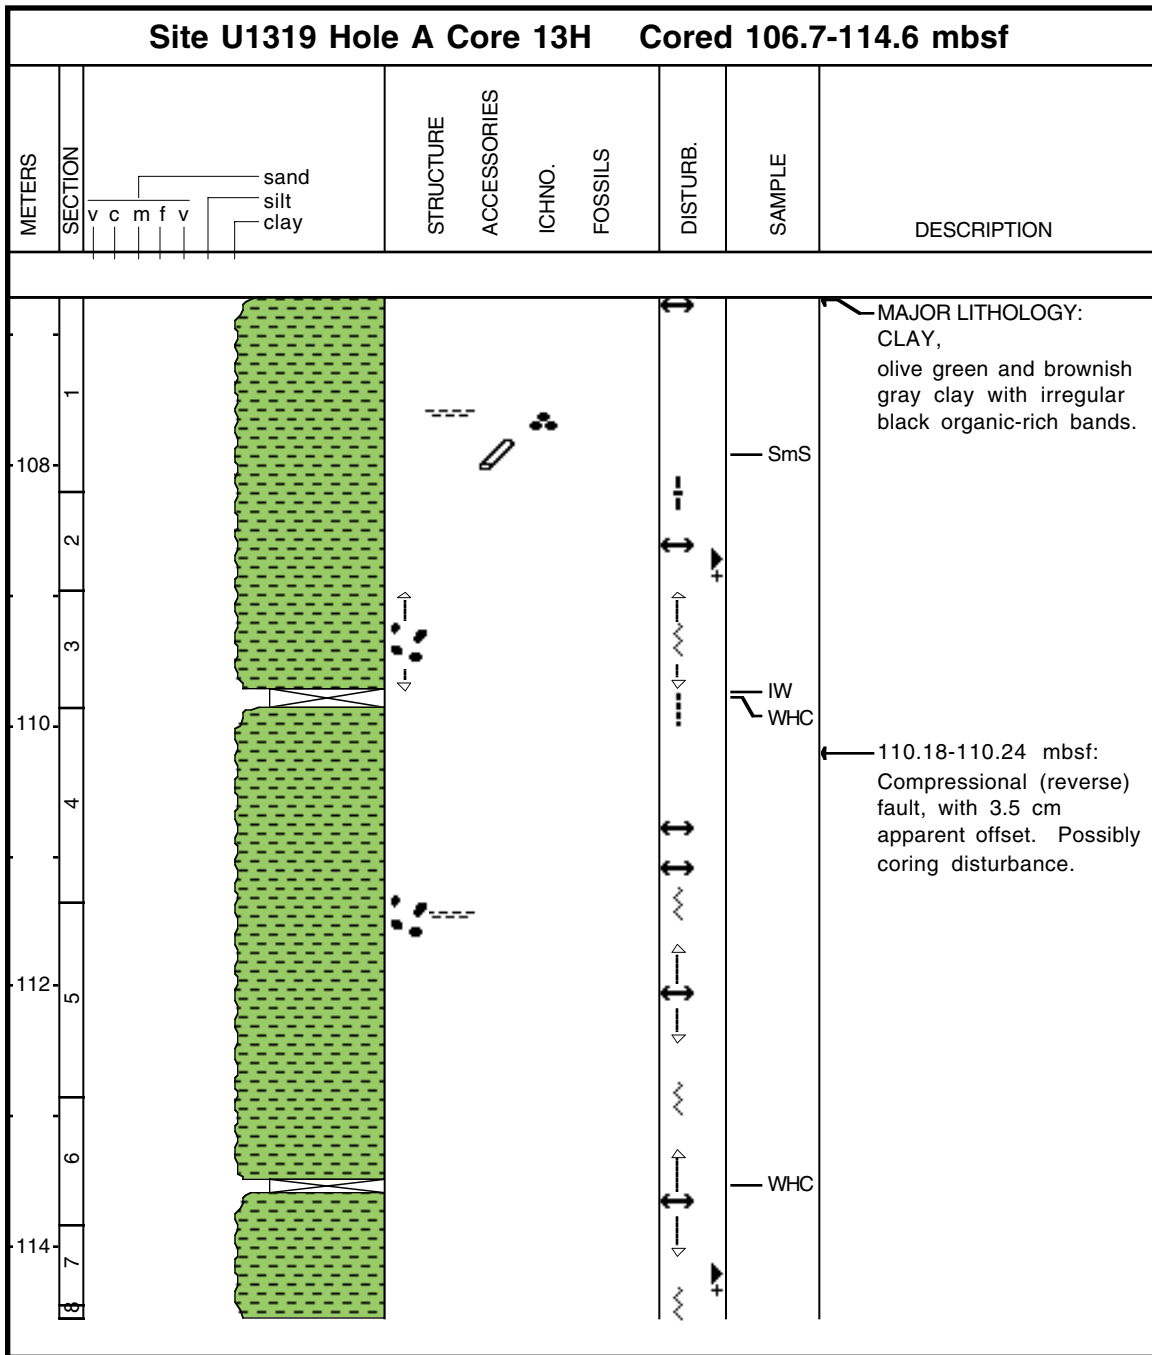 Site U1319 Hole A Core 13H Cored 106.7-114.6 mbsf
METERS
SECTION
v c m f v
sand
silt
clay
STRUCTURE
ACCESSORIES
ICHNO.
FOSSILS
DISTURB.
SAMPLE
DESCRIPTION
MAJOR LITHOLOGY:
CLAY,
olive green and brownish
gray clay with irregular
black organic-rich bands.
1
108
SmS
2
3
IW
WHC
110
110.18-110.24 mbsf:
Compressional (reverse)
fault, with 3.5 cm
apparent offset. Possibly
coring disturbance.
4
112
5
6
WHC
114
7
8